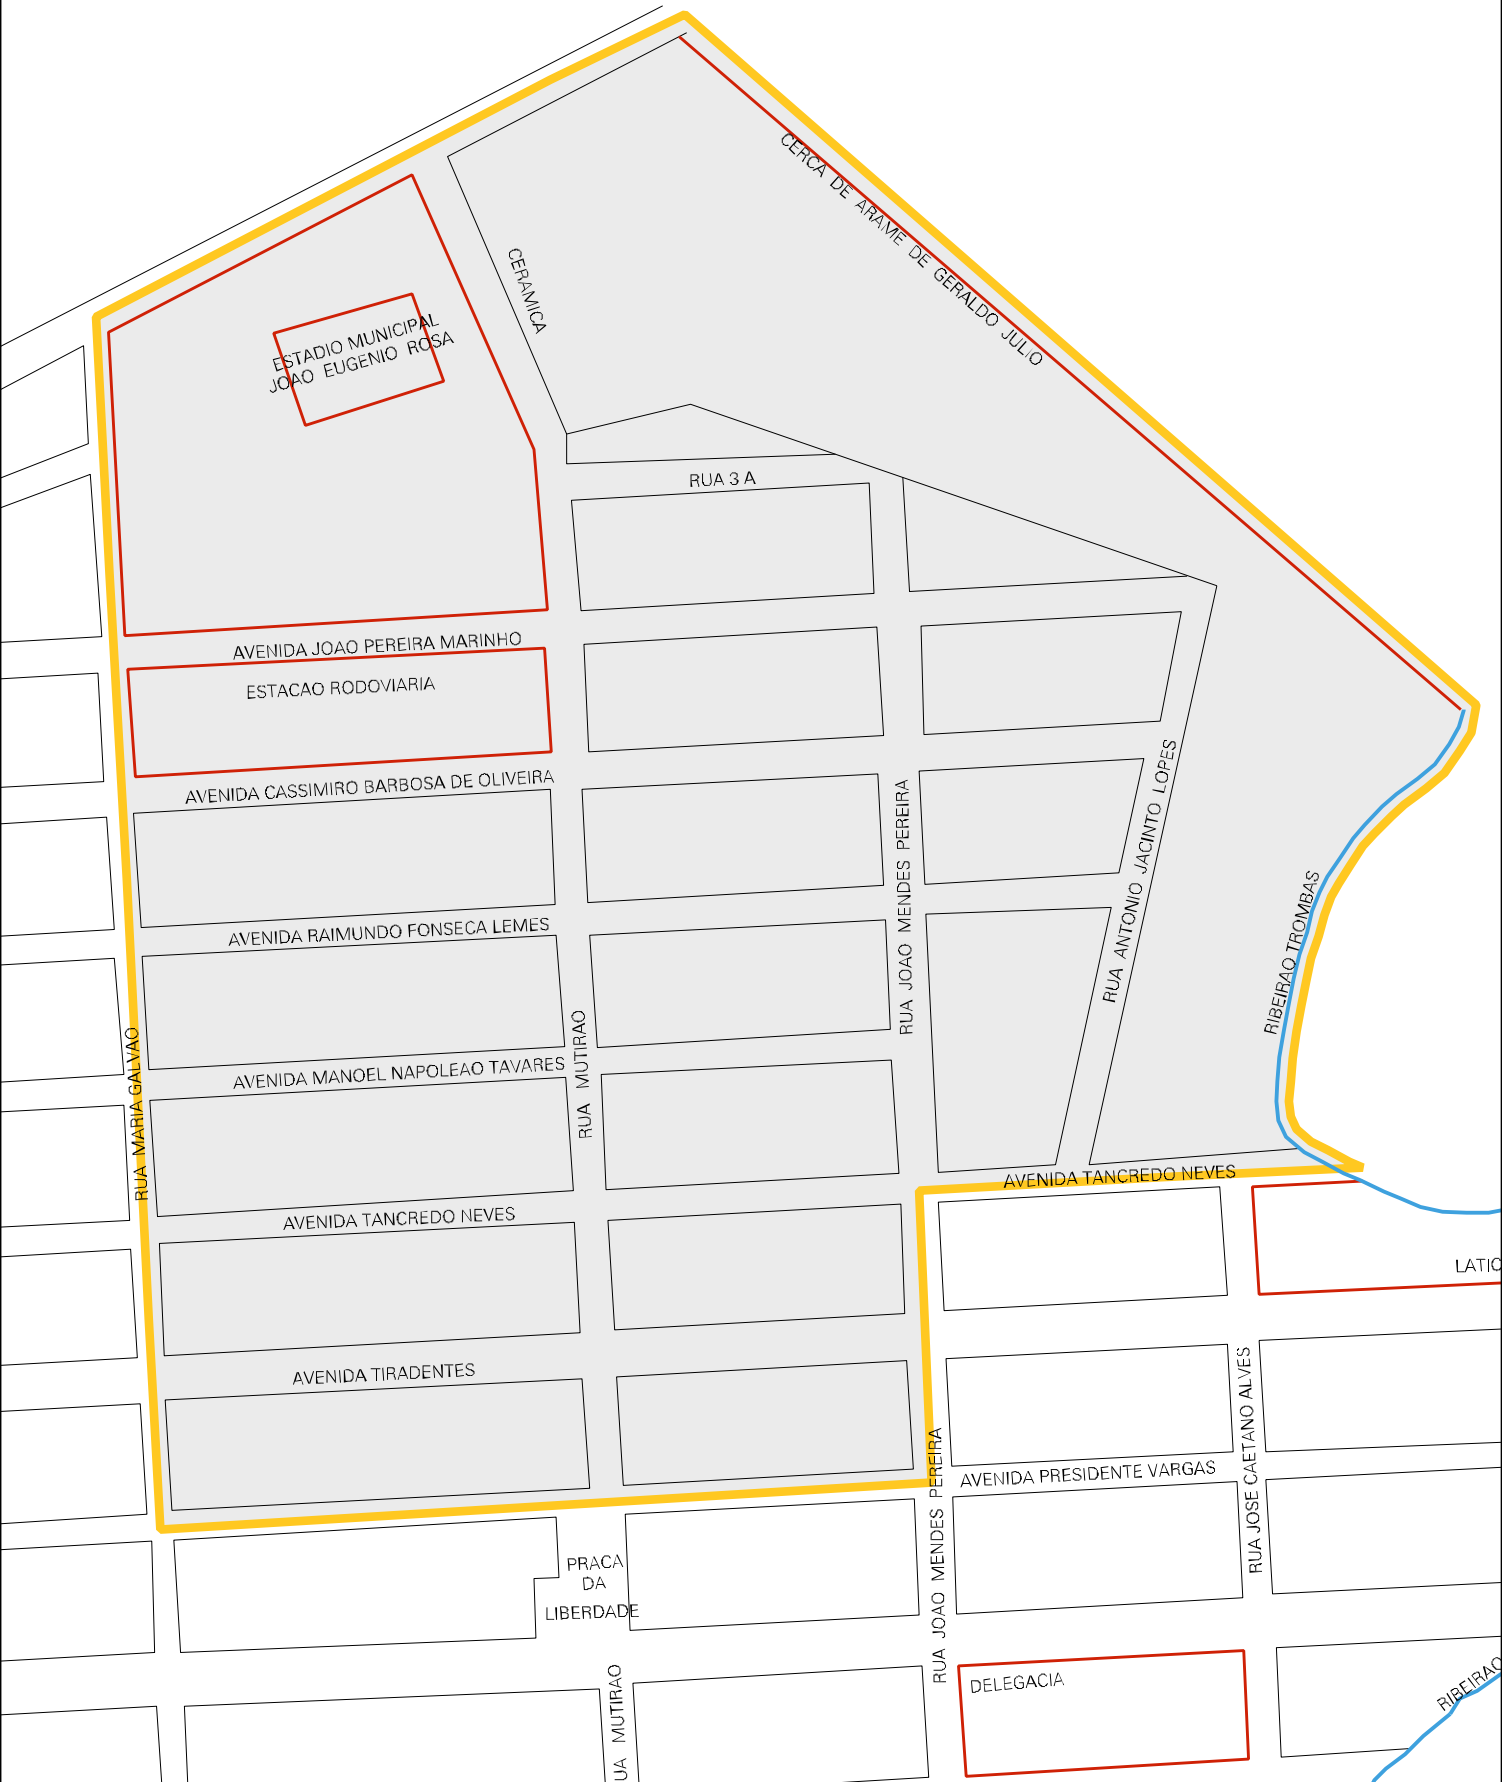 CERCA DE ARAME DE GERALDO JULIO
CERAMICA
ESTADIO MUNICIPAL
JOAO EUGENIO ROSA
RUA 3 A
AVENIDA JOAO PEREIRA MARINHO
ESTACAO RODOVIARIA
AVENIDA CASSIMIRO BARBOSA DE OLIVEIRA
RUA JOAO MENDES PEREIRA
RUA ANTONIO JACINTO LOPES
RIBEIRAO TROMBAS
AVENIDA RAIMUNDO FONSECA LEMES
RUA MARIA GALVAO
RUA MUTIRAO
AVENIDA MANOEL NAPOLEAO TAVARES
AVENIDA TANCREDO NEVES
AVENIDA TANCREDO NEVES
LATIC
AVENIDA TIRADENTES
RUA JOSE CAETANO ALVES
RUA JOAO MENDES PEREIRA
AVENIDA PRESIDENTE VARGAS
PRACA
DA
LIBERDADE
UA MUTIRAO
DELEGACIA
RIBEIRAO